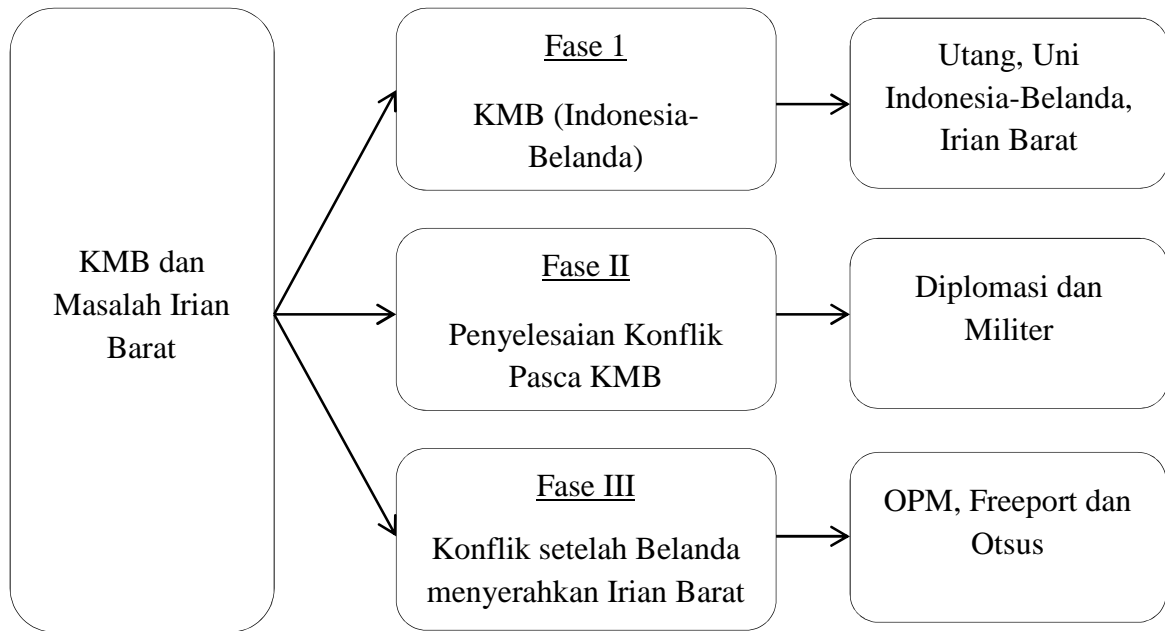 KMB dan
Masalah Irian
Barat
Fase 1
KMB (Indonesia-
Belanda)
Utang, Uni
Indonesia-Belanda,
Irian Barat
Fase II
Penyelesaian Konflik
Pasca KMB
Diplomasi dan
Militer
Fase III
Konflik setelah Belanda
menyerahkan Irian Barat
OPM, Freeport dan
Otsus